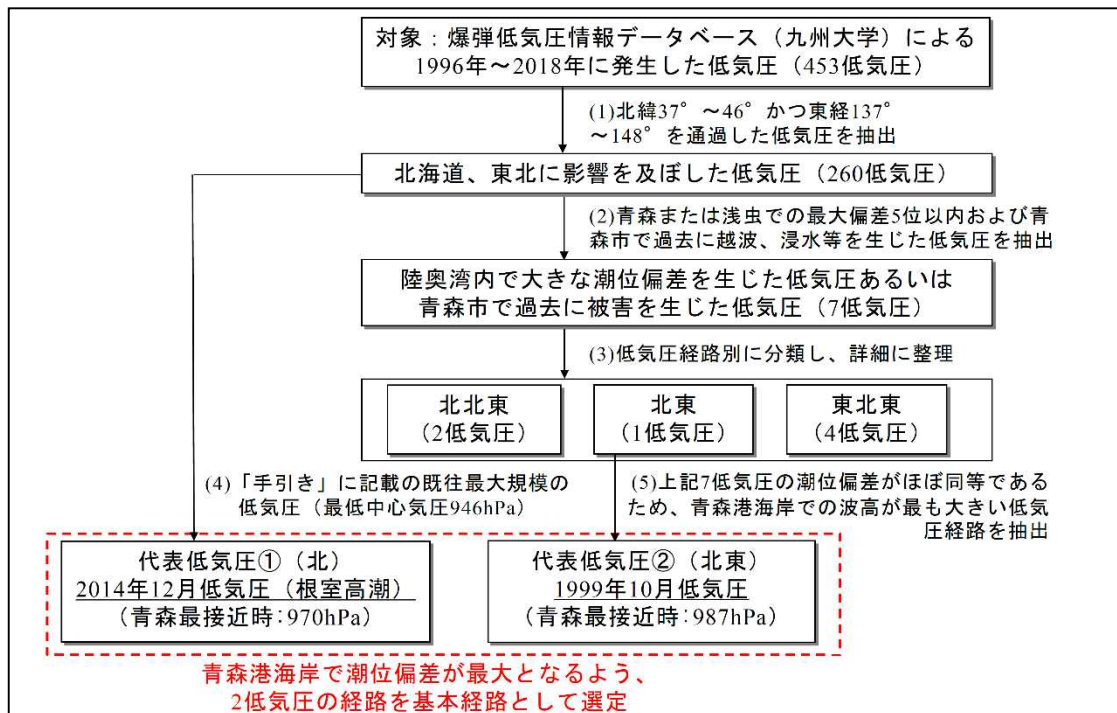 対象：爆弾低気圧情報データベース（九州大学）による
1996年～2018年に発生した低気圧（453低気圧）
(1)北緯37°～46°かつ東経137°
～148°を通過した低気圧を抽出
北海道、東北に影響を及ぼした低気圧（260低気圧）
(2)青森または浅虫での最大偏差5位以内および青
森市で過去に越波、浸水等を生じた低気圧を抽出
陸奥湾内で大きな潮位偏差を生じた低気圧あるいは
青森市で過去に被害を生じた低気圧（7低気圧）
(3)低気圧経路別に分類し、詳細に整理
北北東
(2低気圧)
北東
(1低気圧)
東北東
(4低気圧)
(4)「手引き」に記載の既往最大規模の
低気圧（最低中心気圧946hPa）
(5)上記7低気圧の潮位偏差がほぼ同等である
ため、青森港海岸での波高が最も大きい低気
圧経路を抽出
代表低気圧①（北）
2014年12月低気圧（根室高潮）
(青森最接近時：970hPa)
代表低気圧②（北東）
1999年10月低気圧
(青森最接近時：987hPa)
青森港海岸で潮位偏差が最大となるよう、
2低気圧の経路を基本経路として選定